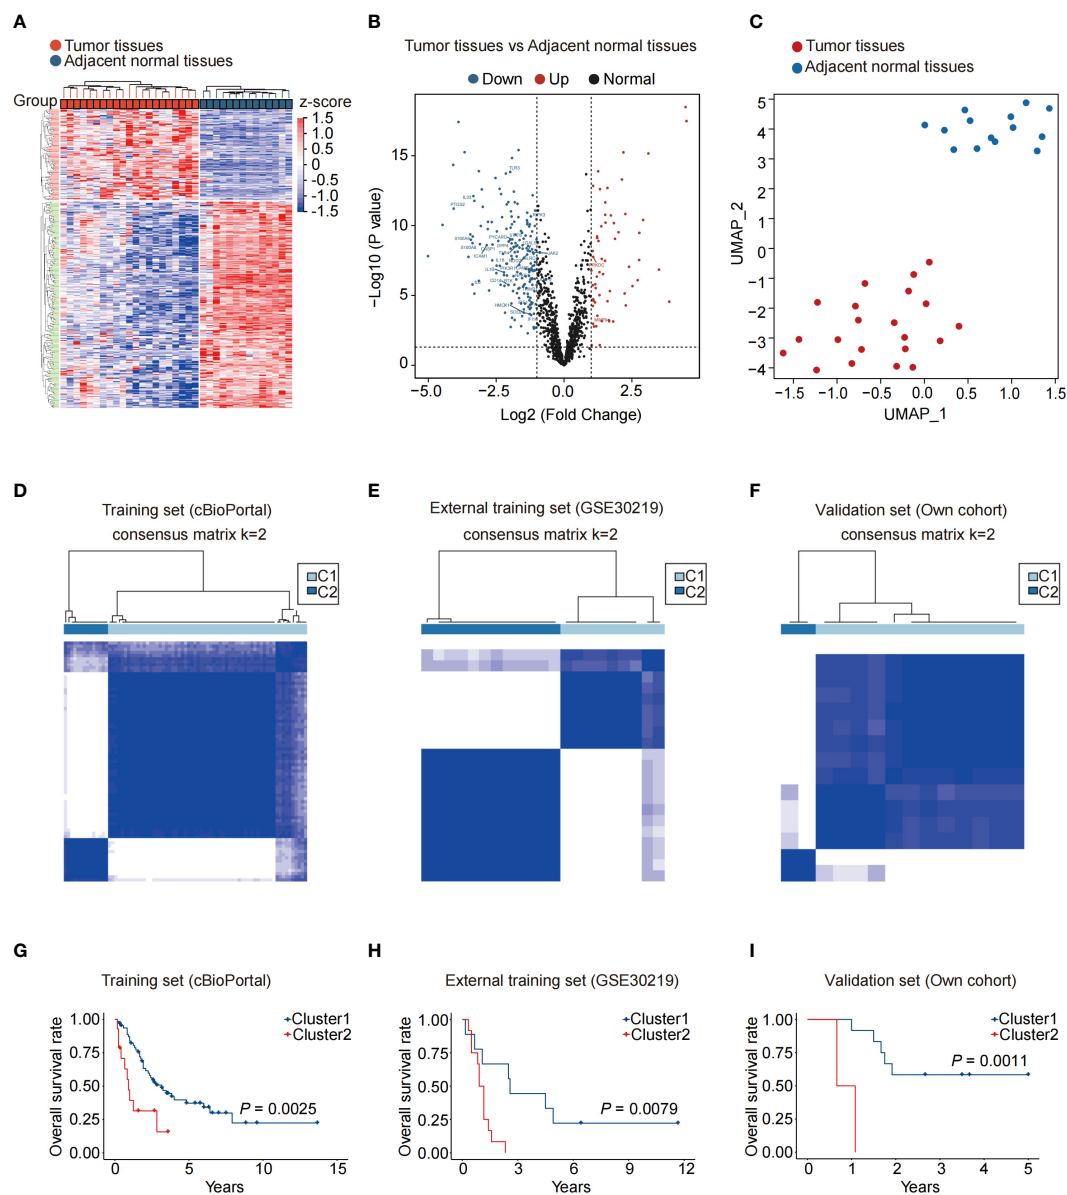 A
Tumor tissues
Adjacent normal tissues
Group
z-score
1.5
1.0
0.5
0
-0.5
-1.0
-1.5
B
Tumor tissues vs Adjacent normal tissues
Down Up Normal
−Log10 (P value)
15
10
5
0
TLR3
PTGS2
ICAM1
−5.0 −2.5 0.0 2.5
Log2 (Fold Change)
C
Tumor tissues
Adjacent normal tissues
UMAP_2
5
4
3
2
1
0
−1
−2
−3
−4
−1.5 −1.0 −0.5 0.0 0.5 1.0 1.5
UMAP_1
D
Training set (cBioPortal)
consensus matrix k=2
C1
C2
E
External training set (GSE30219)
consensus matrix k=2
C1
C2
F
Validation set (Own cohort)
consensus matrix k=2
C1
C2
G
Training set (cBioPortal)
Overall survival rate
1.00
0.75
0.50
0.25
0.00
Cluster1
Cluster2
P = 0.0025
0 5 10 15
Years
H
External training set (GSE30219)
Overall survival rate
1.00
0.75
0.50
0.25
0.00
Cluster1
Cluster2
P = 0.0079
0 3 6 9 12
Years
I
Validation set (Own cohort)
Overall survival rate
1.00
0.75
0.50
0.25
0.00
Cluster1
Cluster2
P = 0.0011
0 1 2 3 4 5
Years